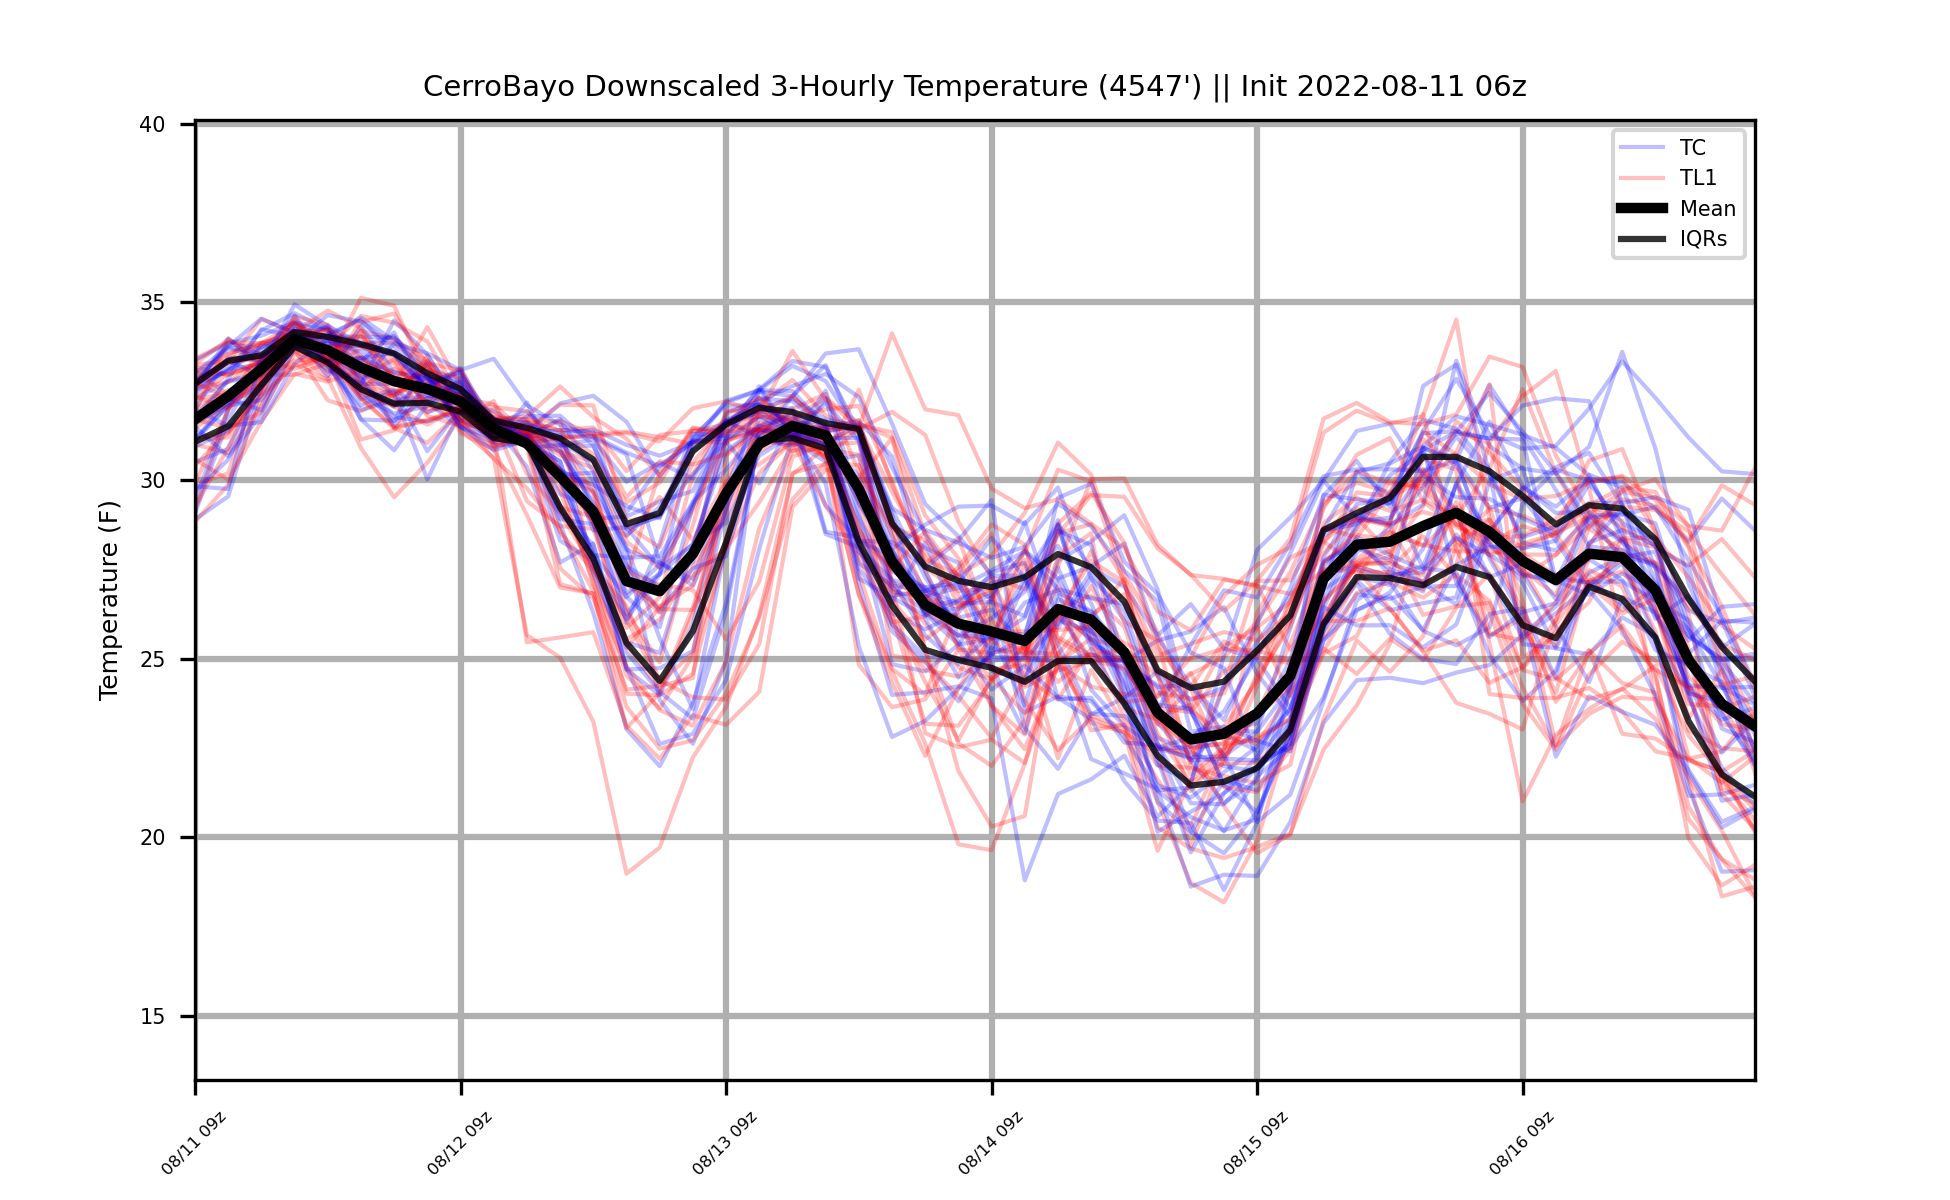 CerroBayo Downscaled 3-Hourly Temperature (4547') || Init 2022-08-11 06z
TC
TL1
Mean
IQRs
Temperature (F)
40
35
30
25
20
15
08/11 09z
08/12 09z
08/13 09z
08/14 09z
08/15 09z
08/16 09z